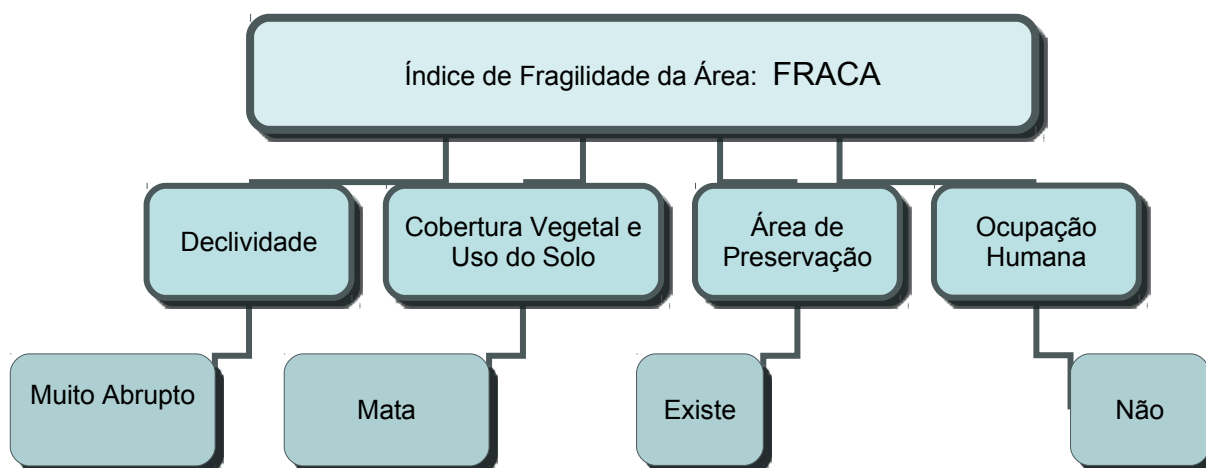 Índice de Fragilidade da Área: FRACA
Declividade
Cobertura Vegetal e
Uso do Solo
Área de
Preservação
Ocupação
Humana
Muito Abrupto
Mata
Existe
Não